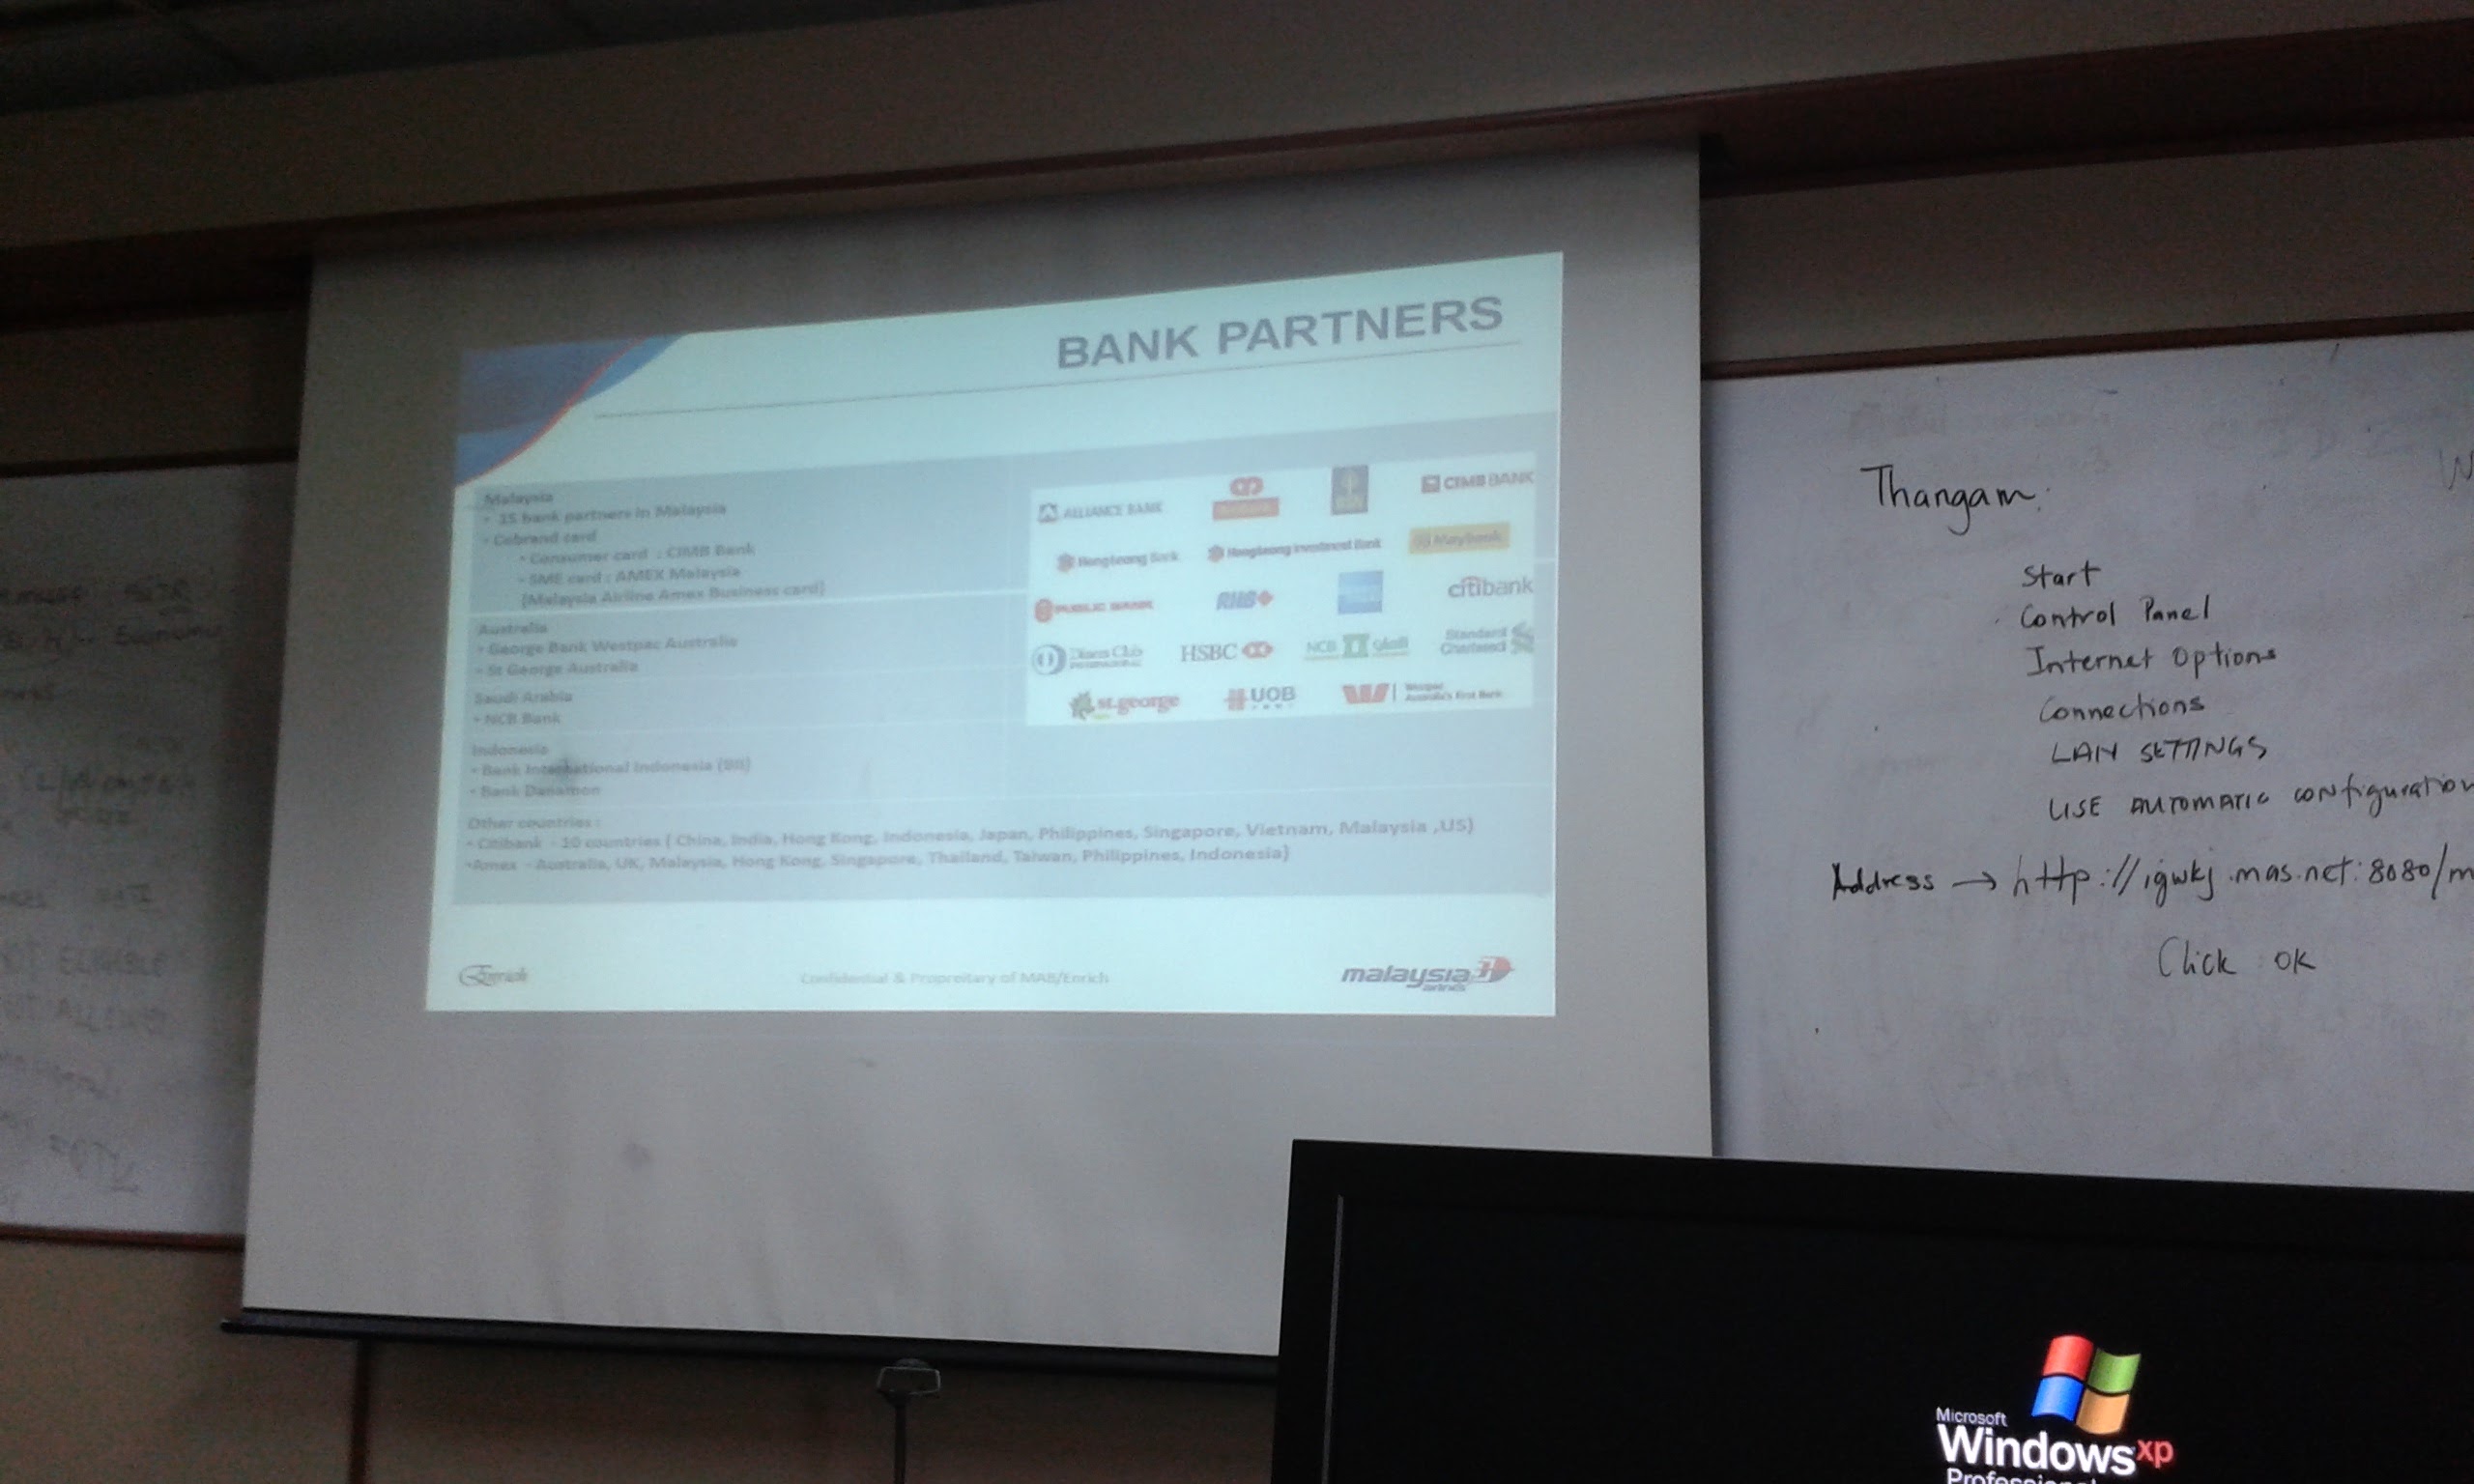 BANK PARTNERS
Malaysia
• 15 bank partners in Malaysia
• Cobrand card
• Consumer card : CIMB Bank
• SME card : AMEX Malaysia
(Malaysia Airline Amex Business card)
Australia
• George Bank Westpac Australia
• St George Australia
Saudi Arabia
• NCB Bank
Indonesia
• Bank International Indonesia (BII)
• Bank Danamon
Other countries :
• Citibank - 10 countries ( China, India, Hong Kong, Indonesia, Japan, Philippines, Singapore, Vietnam, Malaysia ,US)
•Amex - Australia, UK, Malaysia, Hong Kong, Singapore, Thailand, Taiwan, Philippines, Indonesia)
ALLIANCE BANK
CIMB BANK
HongLeong Bank HongLeong Investment Bank Maybank
PUBLIC BANK RHB citibank
Diners Club HSBC NCB Standard
INTERNATIONAL Chartered
st.george UOB Westpac
Australia's First Bank
Enrich Confidential & Propreitary of MAB/Enrich malaysia
airlines
Thangam:
Start
Control Panel
Internet Options
Connections
LAN SETTINGS
USE AUTOMATIC configuration
Address → http://igwkj.mas.net:8080/m
Click OK
Economy
NOT ELIGIBLE
Microsoft
Windows xp
Professional